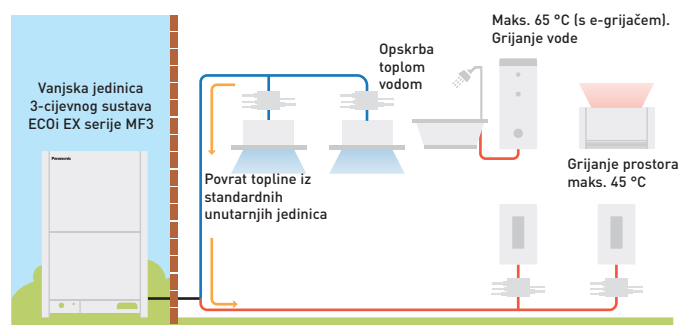 Maks. 65 °C (s e-grijačem).
Grijanje vode
Opskrba
toplom
vodom
Vanjska jedinica
3-cijevnog sustava
ECOi EX serije MF3
Panasonic
Povrat topline iz
standardnih
unutarnjih jedinica
Grijanje prostora
maks. 45 °C